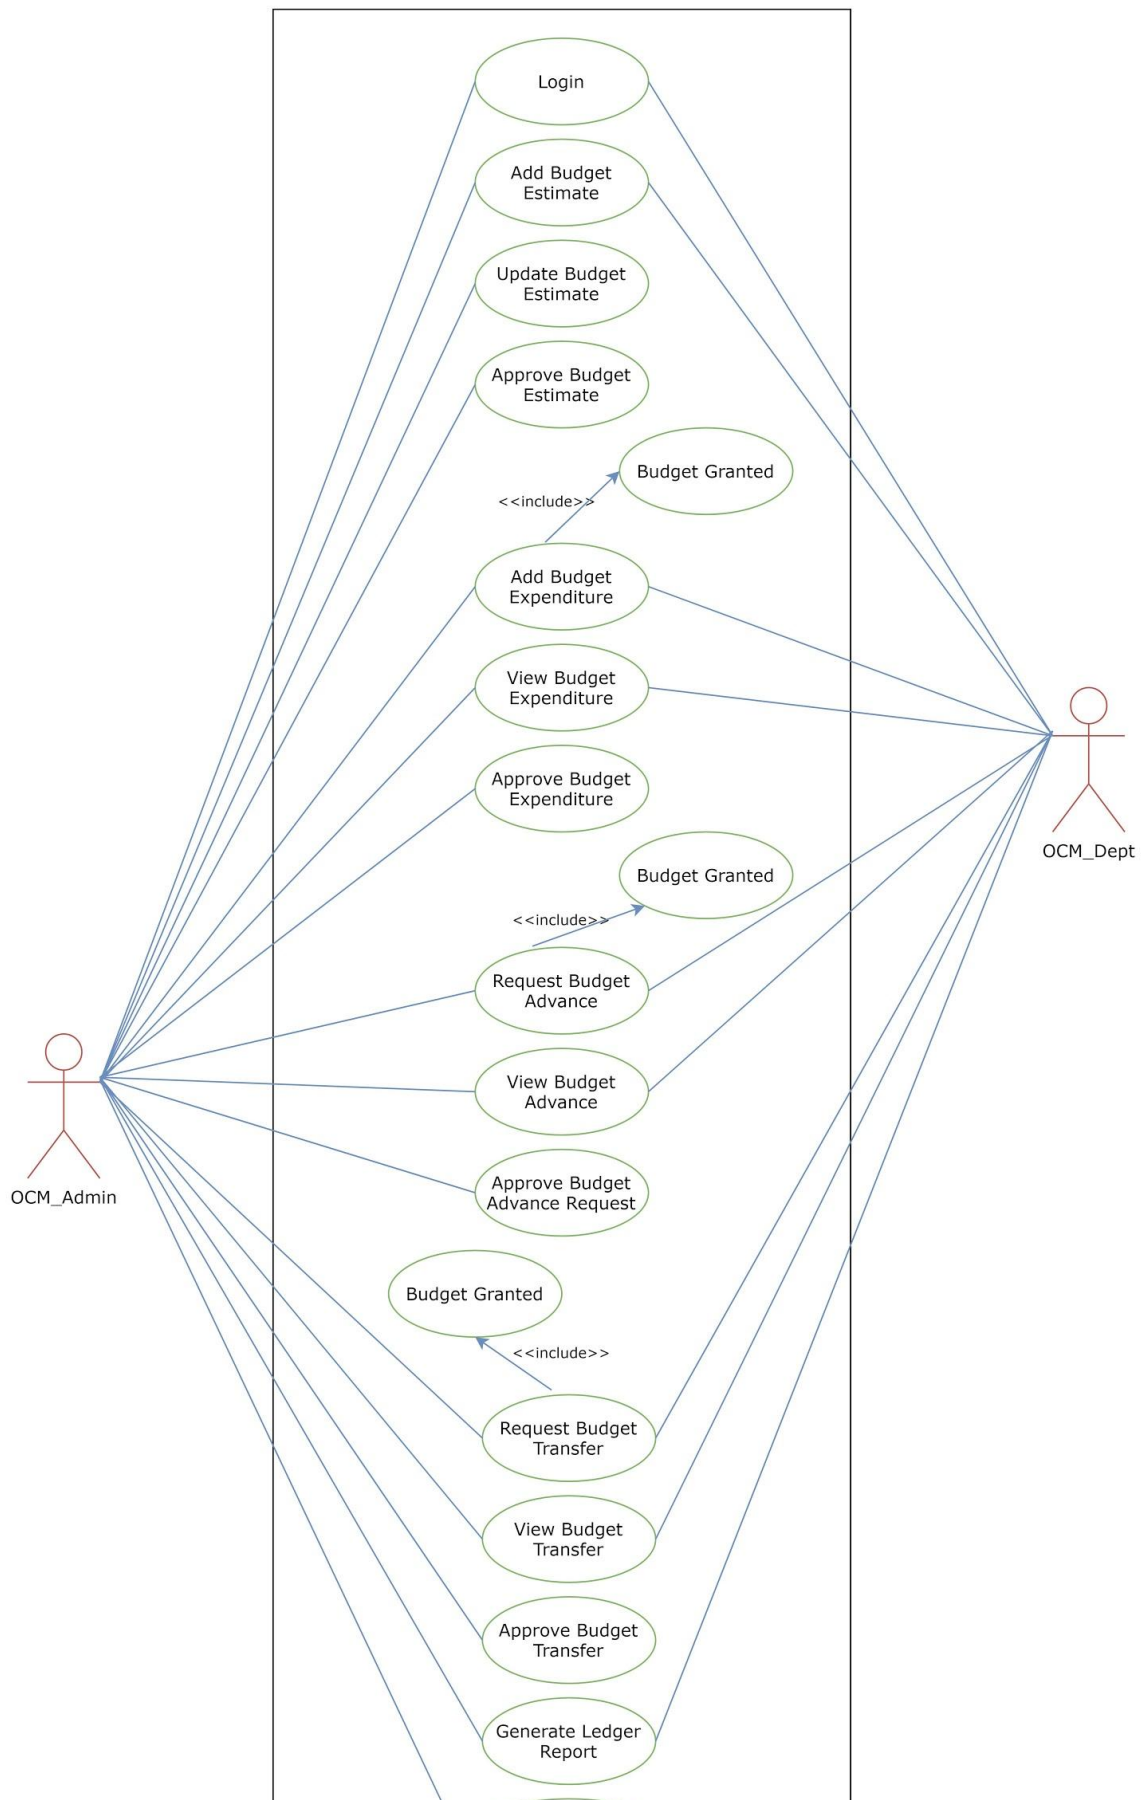 Login
Add Budget
Estimate
Update Budget
Estimate
Approve Budget
Estimate
Budget Granted
<<include>>
Add Budget
Expenditure
View Budget
Expenditure
Approve Budget
Expenditure
OCM_Dept
Budget Granted
<<include>>
Request Budget
Advance
View Budget
Advance
Approve Budget
Advance Request
OCM_Admin
Budget Granted
<<include>>
Request Budget
Transfer
View Budget
Transfer
Approve Budget
Transfer
Generate Ledger
Report